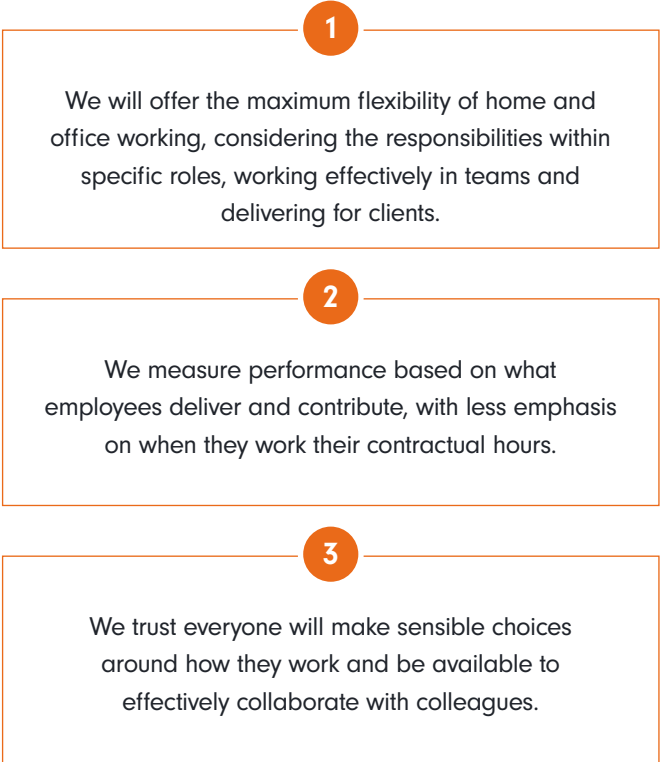 1
We will offer the maximum flexibility of home and
office working, considering the responsibilities within
specific roles, working effectively in teams and
delivering for clients.
2
We measure performance based on what
employees deliver and contribute, with less emphasis
on when they work their contractual hours.
3
We trust everyone will make sensible choices
around how they work and be available to
effectively collaborate with colleagues.